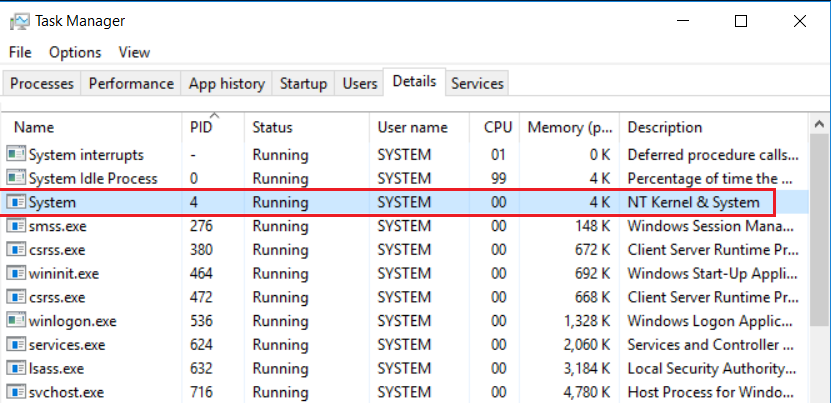 Task Manager
File Options View
Processes Performance App history Startup Users Details Services
Name PID Status User name CPU Memory (p... Description
System interrupts - Running SYSTEM 01 0 K Deferred procedure calls...
System Idle Process 0 Running SYSTEM 99 4 K Percentage of time the ...
System 4 Running SYSTEM 00 4 K NT Kernel & System
smss.exe 276 Running SYSTEM 00 148 K Windows Session Mana...
csrss.exe 380 Running SYSTEM 00 672 K Client Server Runtime Pr...
wininit.exe 464 Running SYSTEM 00 692 K Windows Start-Up Appli...
csrss.exe 472 Running SYSTEM 00 668 K Client Server Runtime Pr...
winlogon.exe 536 Running SYSTEM 00 1,328 K Windows Logon Applic...
services.exe 624 Running SYSTEM 00 2,060 K Services and Controller ...
lsass.exe 632 Running SYSTEM 00 3,184 K Local Security Authority...
svchost.exe 716 Running SYSTEM 00 4,780 K Host Process for Windo...